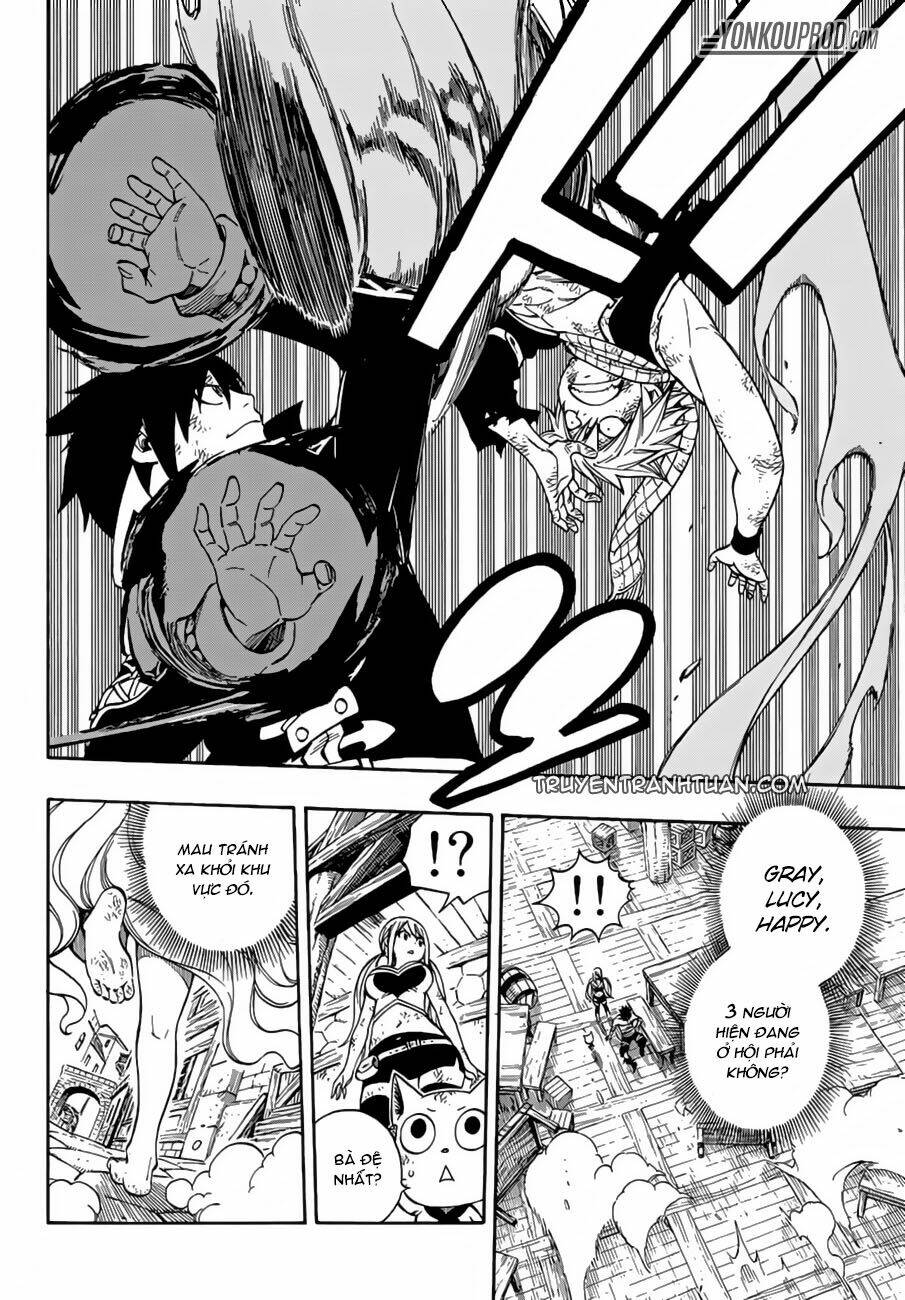 YONKOUPROD.com
TRUYENTRANHTUAN.COM
!!
GRAY,
LUCY,
HAPPY.
3 NGƯỜI
HIỆN ĐANG
Ở HỘI PHẢI
KHÔNG?
!?
BÀ ĐỆ
NHẤT?
MAU TRÁNH
XA KHỎI KHU
VỰC ĐÓ.